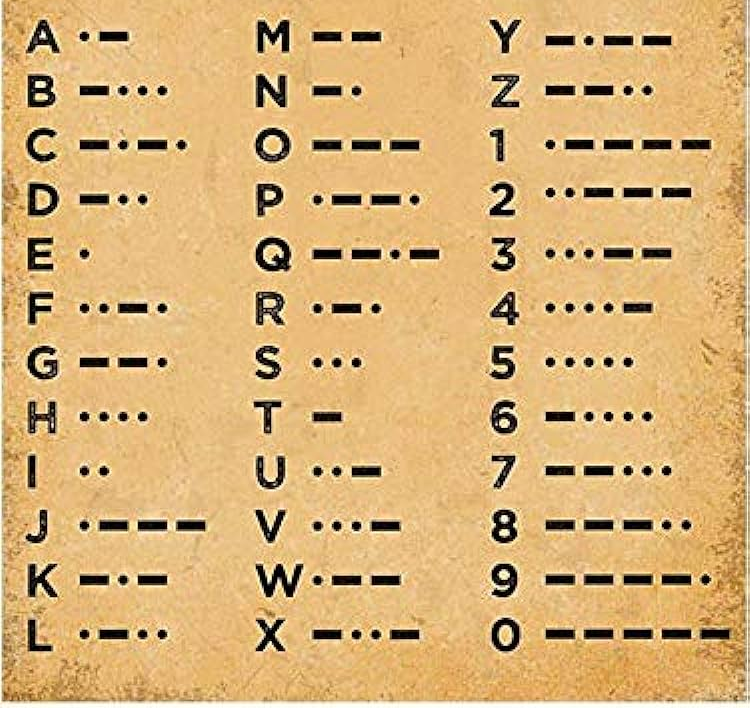 A ·–
B –···
C –·–·
D –··
E ·
F ··–·
G ––·
H ····
I ··
J ·–––
K –·–
L ·–··
M ––
N –·
O –––
P ·––·
Q ––·–
R ·–·
S ···
T –
U ··–
V ···–
W ·––
X –··–
Y –·––
Z ––··
1 ·––––
2 ··–––
3 ···––
4 ····–
5 ·····
6 –····
7 ––···
8 –––··
9 ––––·
0 –––––